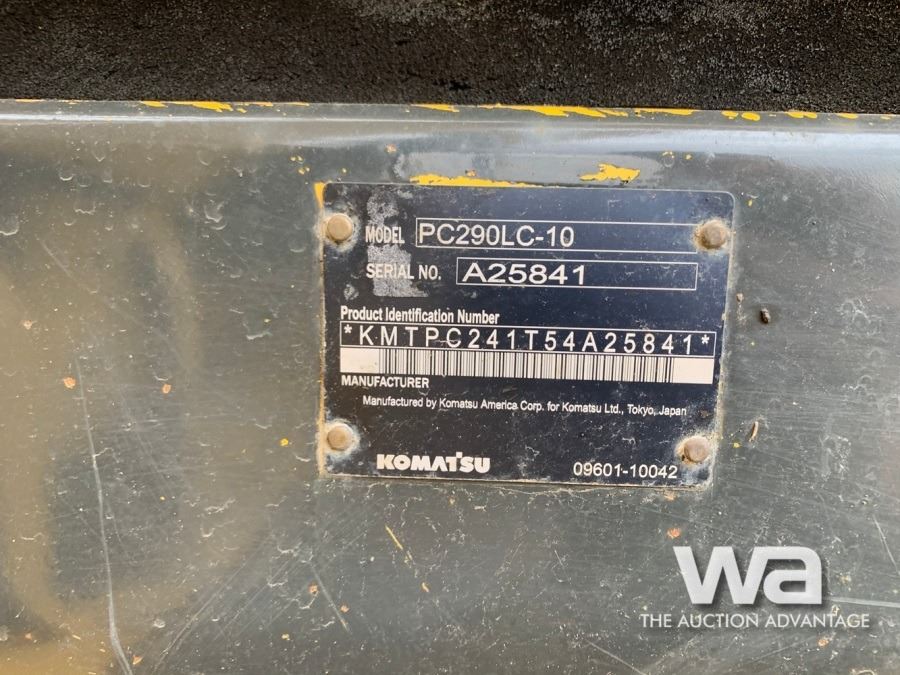 MODEL PC290LC-10
SERIAL NO. A25841
Product Identification Number
*KMTPC241T54A25841*
MANUFACTURER
Manufactured by Komatsu America Corp. for Komatsu Ltd., Tokyo, Japan
KOMATSU 09601-10042
wa
THE AUCTION ADVANTAGE